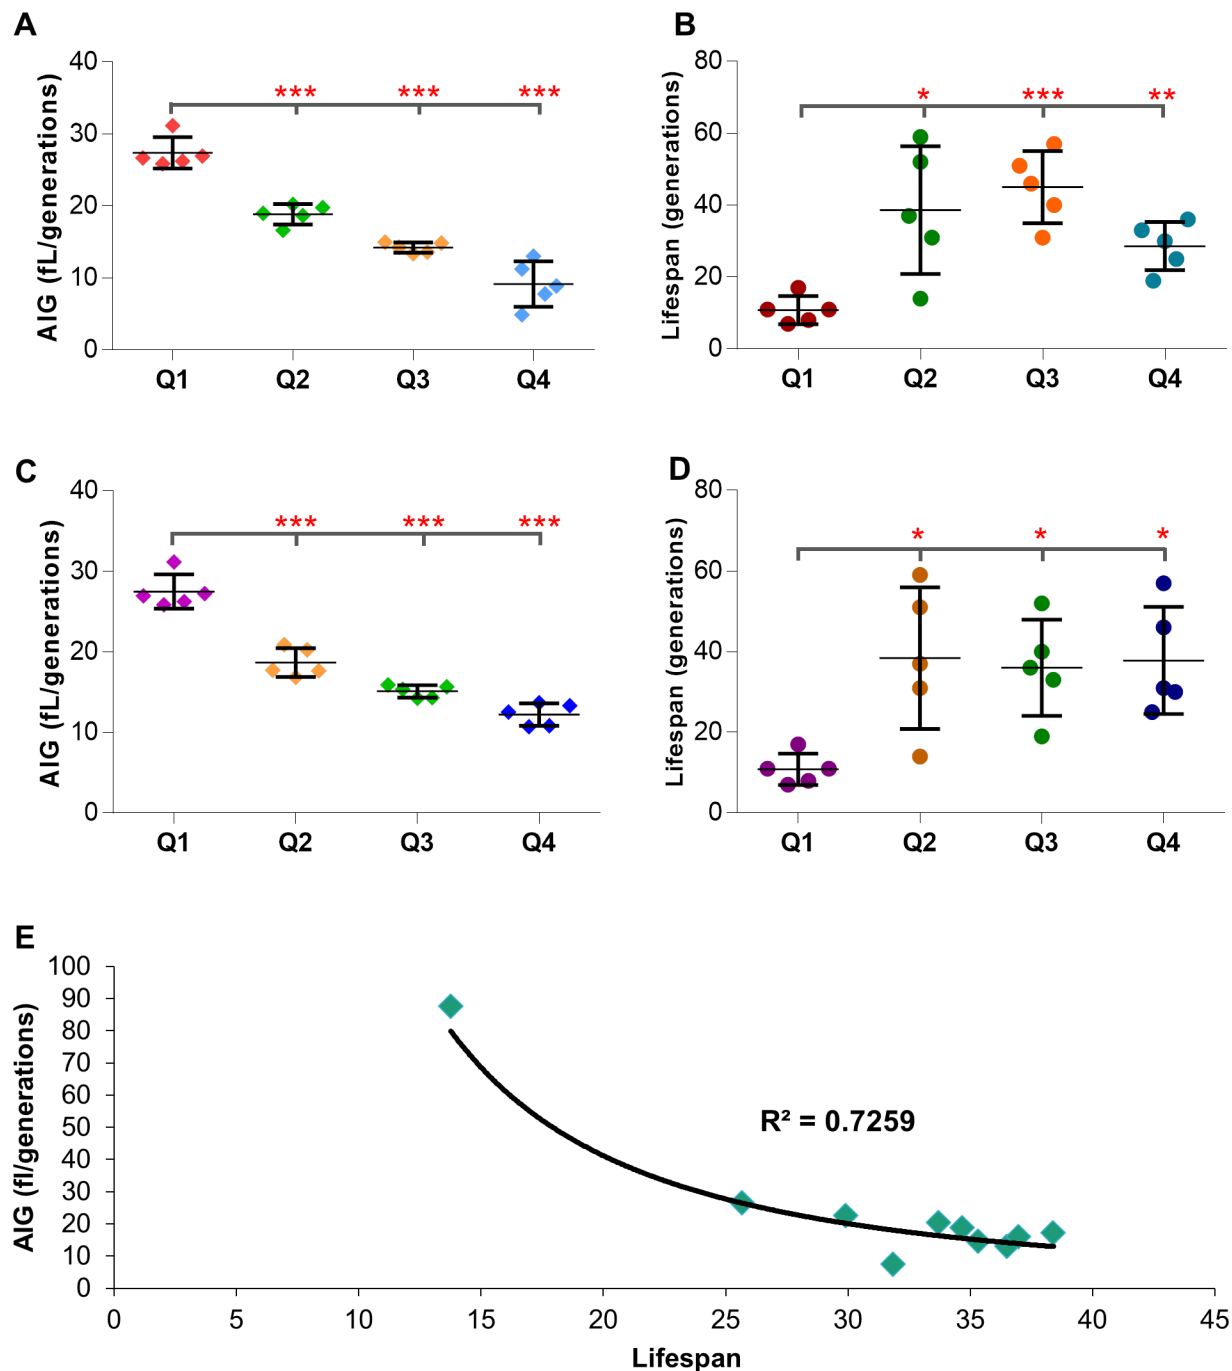 A
AIG (fL/generations)
40
30
20
10
0
*** *** ***
Q1 Q2 Q3 Q4
B
Lifespan (generations)
80
60
40
20
0
* *** **
Q1 Q2 Q3 Q4
C
AIG (fL/generations)
40
30
20
10
0
*** *** ***
Q1 Q2 Q3 Q4
D
Lifespan (generations)
80
60
40
20
0
* * *
Q1 Q2 Q3 Q4
E
AIG (fl/generations)
100
90
80
70
60
50
40
30
20
10
0
R² = 0.7259
0 5 10 15 20 25 30 35 40 45
Lifespan